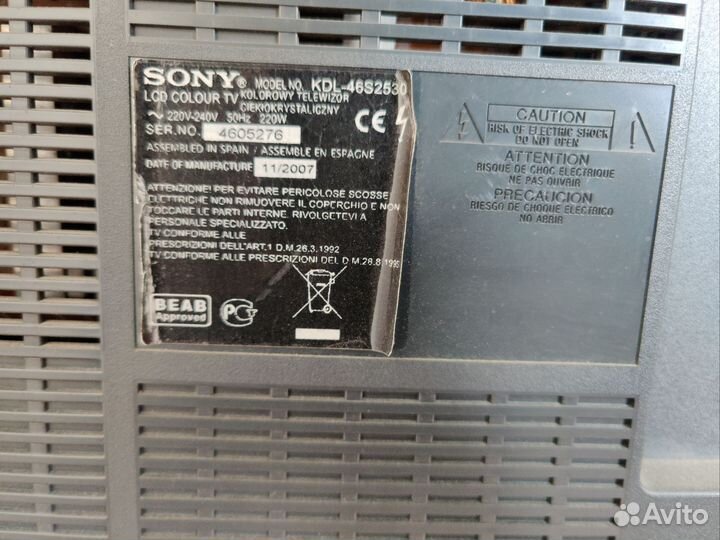 SONY® MODEL NO. KDL-46S2530
LCD COLOUR TV KOLOROWY TELEWIZOR
CIEKŁOKRYSTALICZNY
~ 220V-240V 50Hz 220W
SER.NO. 4605276
CE
ASSEMBLED IN SPAIN / ASSEMBLE EN ESPAGNE
DATE OF MANUFACTURE 11/2007
ATTENZIONE! PER EVITARE PERICOLOSE SCOSSE
ELETTRICHE NON RIMUOVERE IL COPERCHIO E NON
TOCCARE LE PARTI INTERNE. RIVOLGETEVI A
PERSONALE SPECIALIZZATO.
TV CONFORME ALLE
PRESCRIZIONI DELL'ART.1 D.M.26.3.1992
TV CONFORME ALLE PRESCRIZIONI DEL D.M.28.8.1995
BEAB
Approved
РСТ
CAUTION
RISK OF ELECTRIC SHOCK
DO NOT OPEN
ATTENTION
RISQUE DE CHOC ELECTRIQUE
NE PAS OUVRIR
PRECAUCION
RIESGO DE CHOQUE ELÉCTRICO
NO ABRIR
Avito